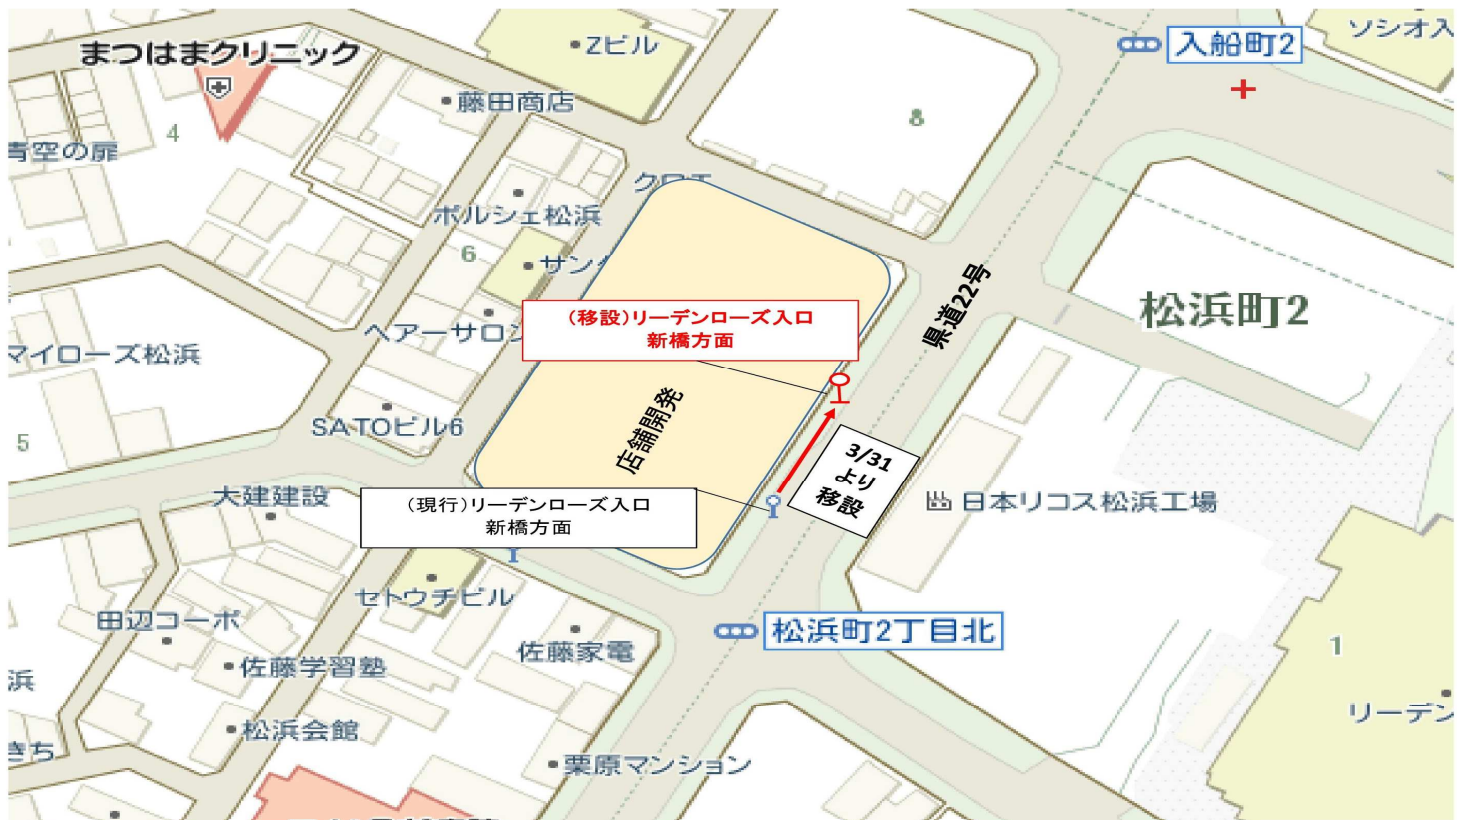 まつはまクリニック
Zビル
入船町2
ソシオ入
藤田商店
8
4
青空の扉
クロエ
ポルシェ松浜
6
サンク
県道22号
松浜町2
(移設)リーデンローズ入口
新橋方面
ヘアーサロン
マイローズ松浜
店舗開発
SATOビル6
5
3/31
より
移設
大建建設
(現行)リーデンローズ入口
新橋方面
日本リコス松浜工場
セトウチビル
田辺コーポ
松浜町2丁目北
佐藤家電
1
佐藤学習塾
浜
リーデン
松浜会館
きち
栗原マンション